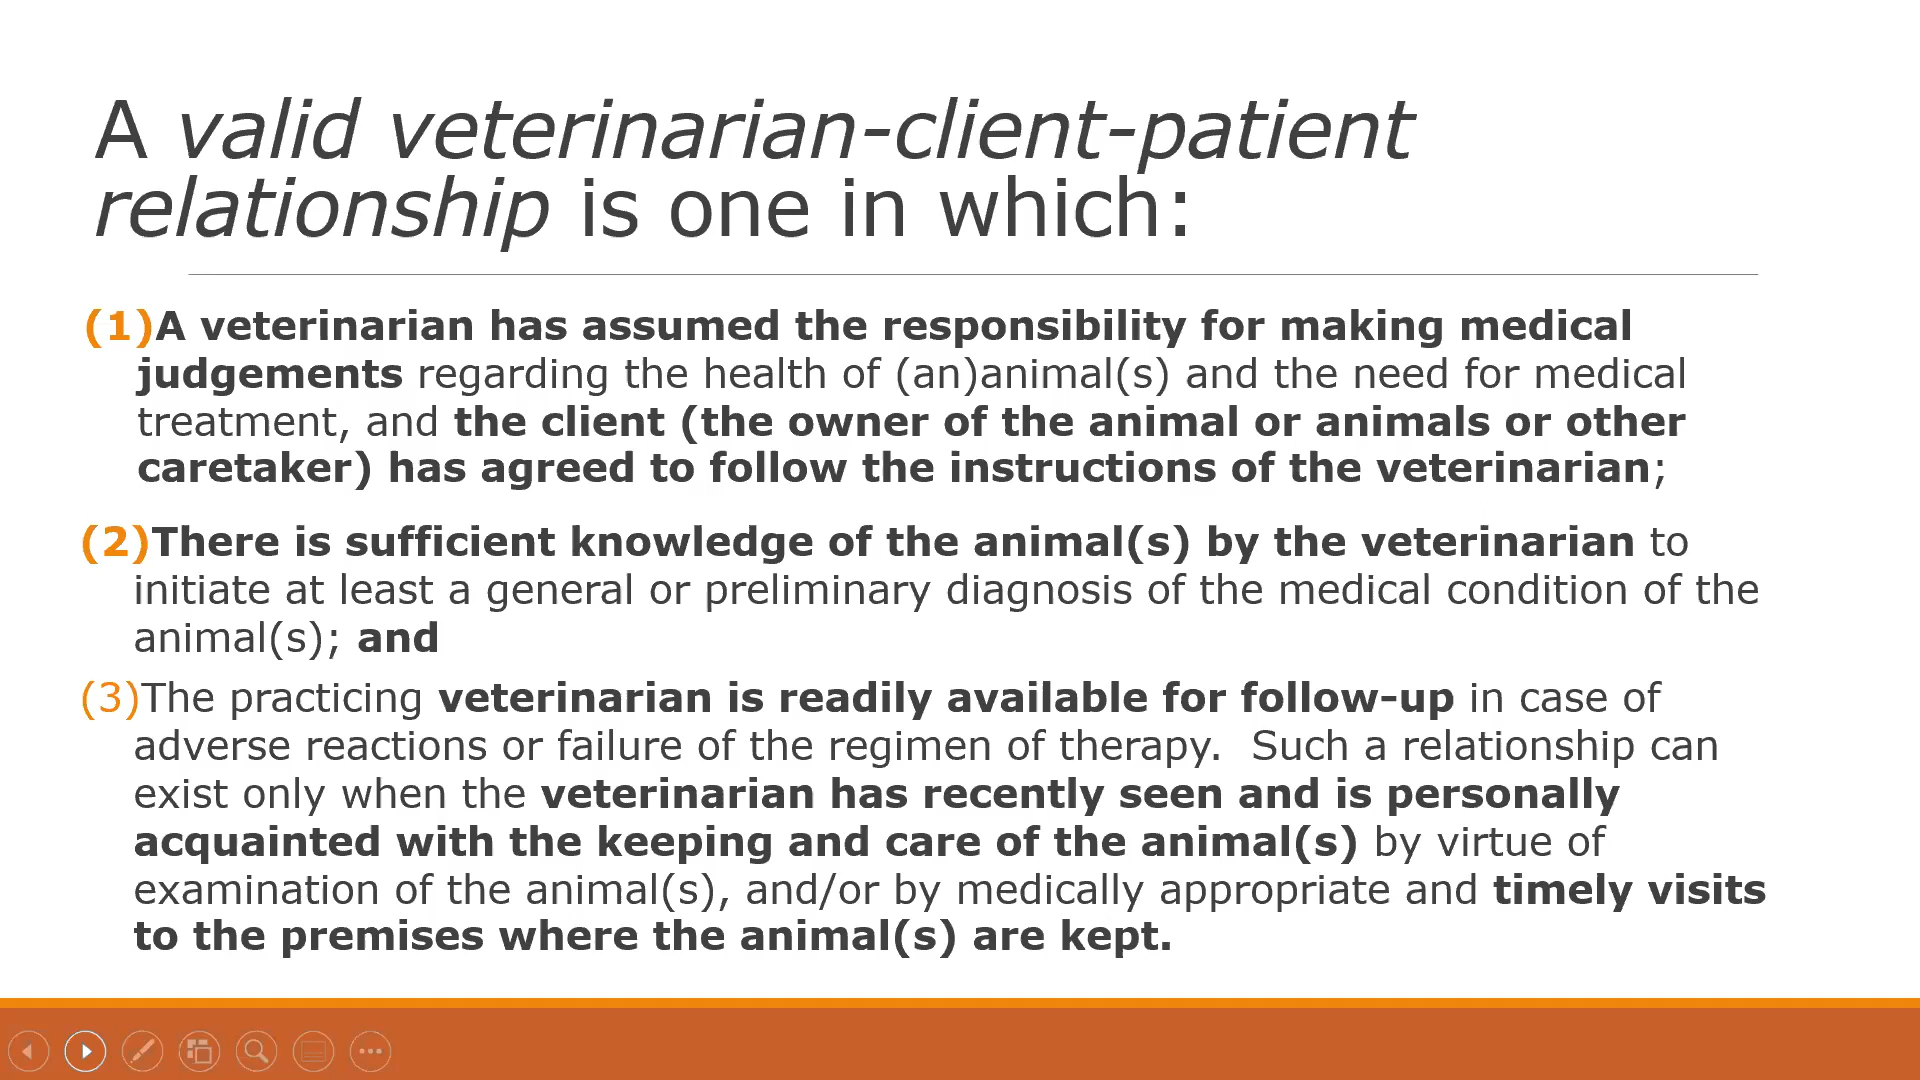 A valid veterinarian-client-patient
relationship is one in which:
(1)A veterinarian has assumed the responsibility for making medical
judgements regarding the health of (an)animal(s) and the need for medical
treatment, and the client (the owner of the animal or animals or other
caretaker) has agreed to follow the instructions of the veterinarian;
(2)There is sufficient knowledge of the animal(s) by the veterinarian to
initiate at least a general or preliminary diagnosis of the medical condition of the
animal(s); and
(3)The practicing veterinarian is readily available for follow-up in case of
adverse reactions or failure of the regimen of therapy.  Such a relationship can
exist only when the veterinarian has recently seen and is personally
acquainted with the keeping and care of the animal(s) by virtue of
examination of the animal(s), and/or by medically appropriate and timely visits
to the premises where the animal(s) are kept.